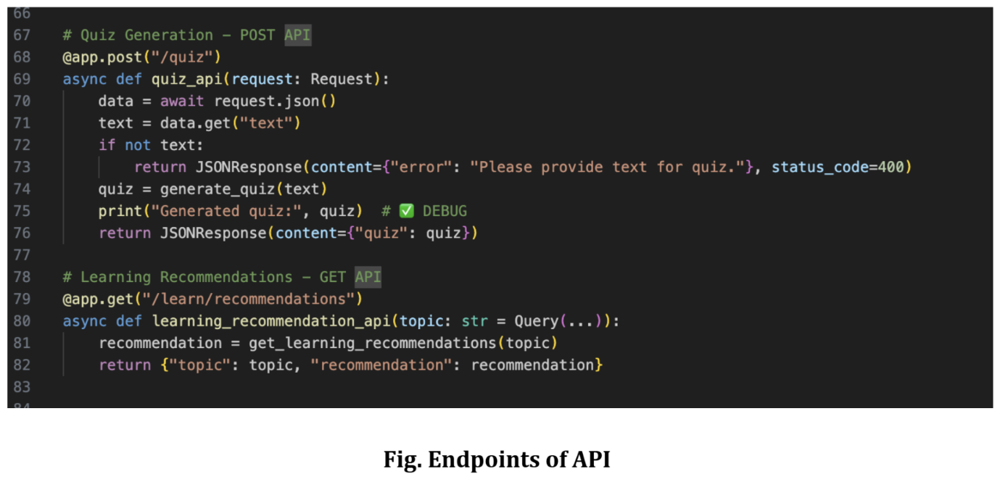 66
67 # Quiz Generation – POST API
68 @app.post("/quiz")
69 async def quiz_api(request: Request):
70 data = await request.json()
71 text = data.get("text")
72 if not text:
73 return JSONResponse(content={"error": "Please provide text for quiz."}, status_code=400)
74 quiz = generate_quiz(text)
75 print("Generated quiz:", quiz) # ✅ DEBUG
76 return JSONResponse(content={"quiz": quiz})
77
78 # Learning Recommendations – GET API
79 @app.get("/learn/recommendations")
80 async def learning_recommendation_api(topic: str = Query(...)):
81 recommendation = get_learning_recommendations(topic)
82 return {"topic": topic, "recommendation": recommendation}
83
84
Fig. Endpoints of API